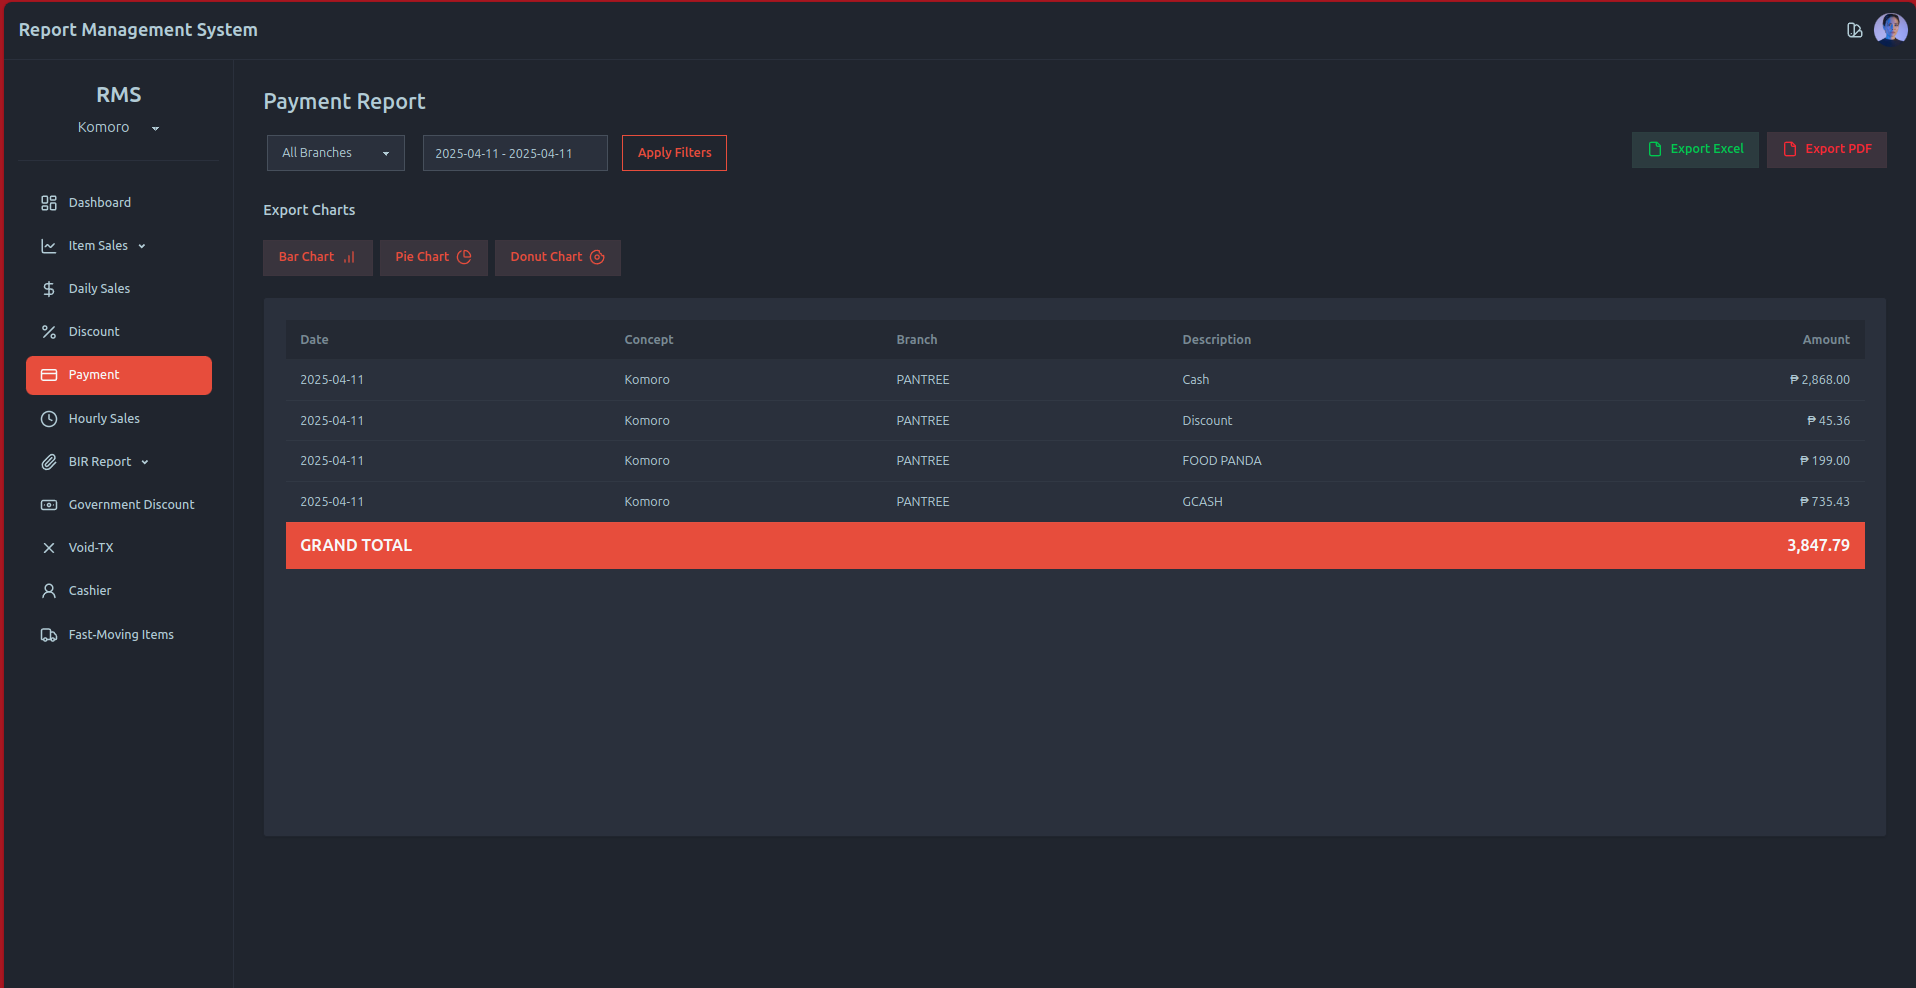 Report Management System
RMS
Komoro
Dashboard
Item Sales
Daily Sales
Discount
Payment
Hourly Sales
BIR Report
Government Discount
Void-TX
Cashier
Fast-Moving Items
Payment Report
All Branches 2025-04-11 - 2025-04-11 Apply Filters Export Excel Export PDF
Export Charts
Bar Chart Pie Chart Donut Chart
Date Concept Branch Description Amount
2025-04-11 Komoro PANTREE Cash ₱ 2,868.00
2025-04-11 Komoro PANTREE Discount ₱ 45.36
2025-04-11 Komoro PANTREE FOOD PANDA ₱ 199.00
2025-04-11 Komoro PANTREE GCASH ₱ 735.43
GRAND TOTAL 3,847.79